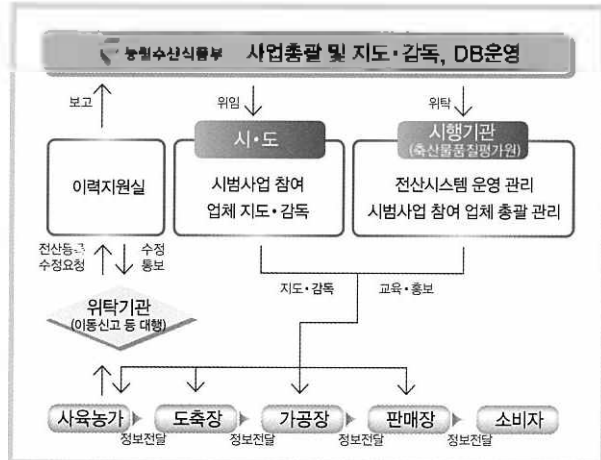 농림수산식품부 사업총괄 및 지도·감독, DB운영
보고
위임
위탁
이력지원실
시·도
시범사업 참여
업체 지도·감독
시행기관
(축산물품질평가원)
전산시스템 운영 관리
시범사업 참여 업체 총괄 관리
전산등록
수정요청
수정
통보
지도·감독
교육·홍보
위탁기관
(이동신고 등 대행)
사육농가
도축장
가공장
판매장
소비자
정보전달
정보전달
정보전달
정보전달